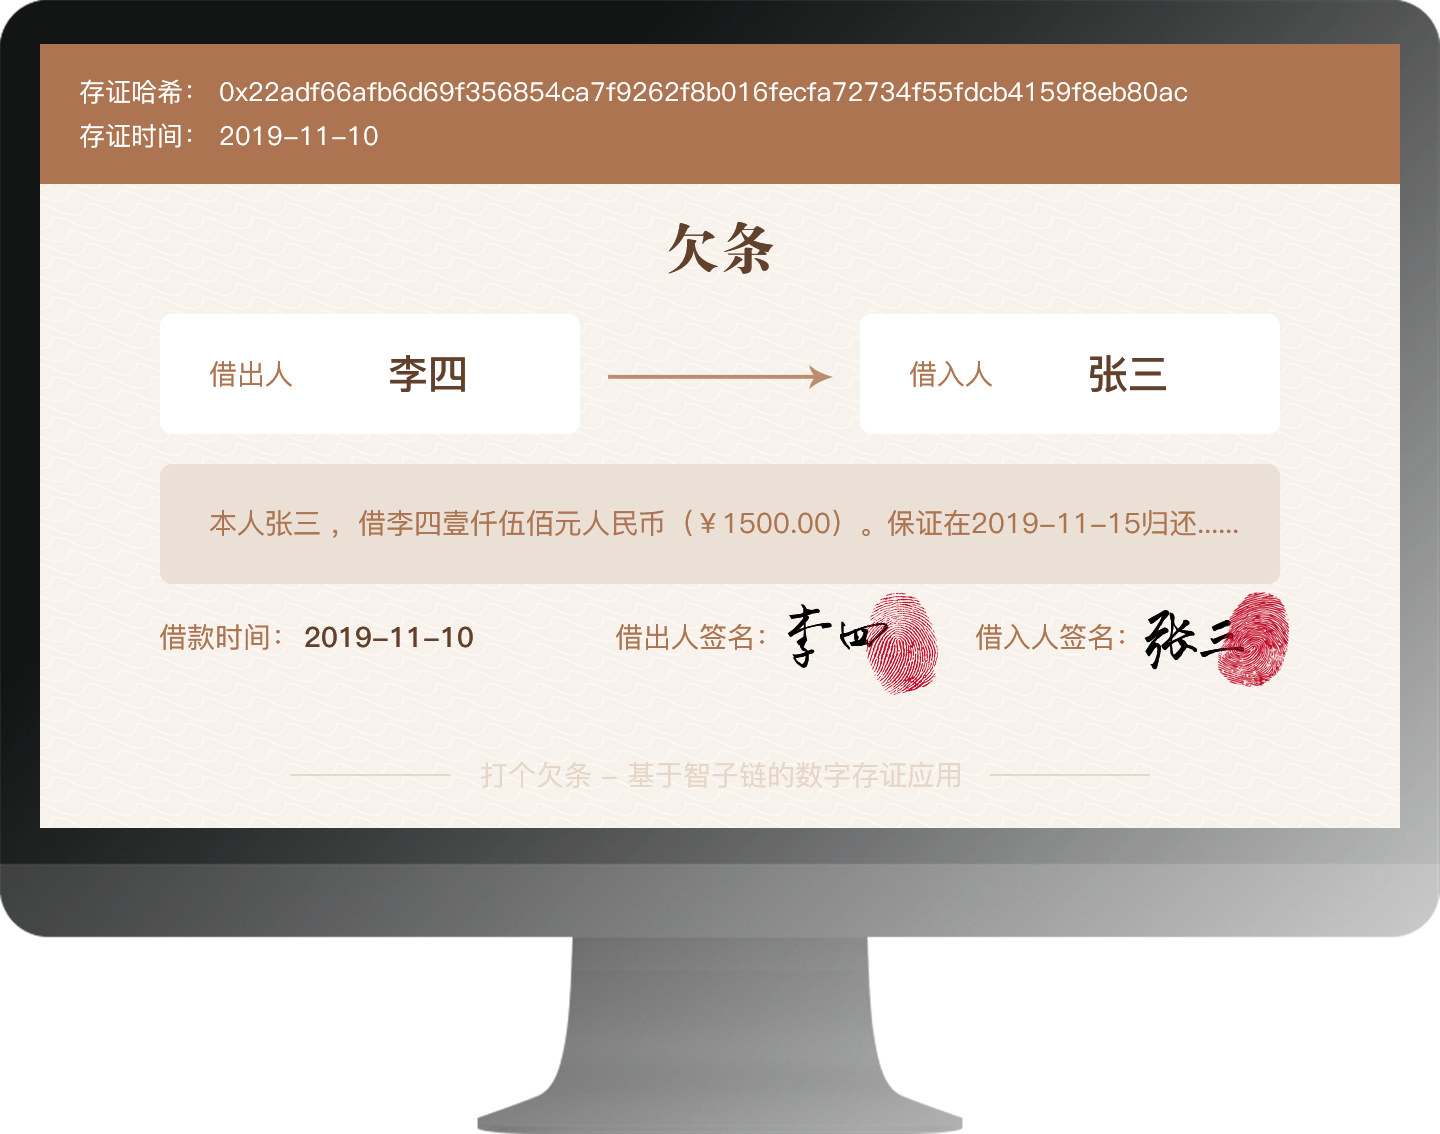 存证哈希： 0x22adf66afb6d69f356854ca7f9262f8b016fecfa72734f55fdcb4159f8eb80ac
存证时间： 2019-11-10
欠条
借出人 李四
借入人 张三
本人张三 ，借李四壹仟伍佰元人民币（￥1500.00）。保证在2019-11-15归还......
借款时间： 2019-11-10 借出人签名： 李四 借入人签名： 张三
打个欠条 - 基于智子链的数字存证应用